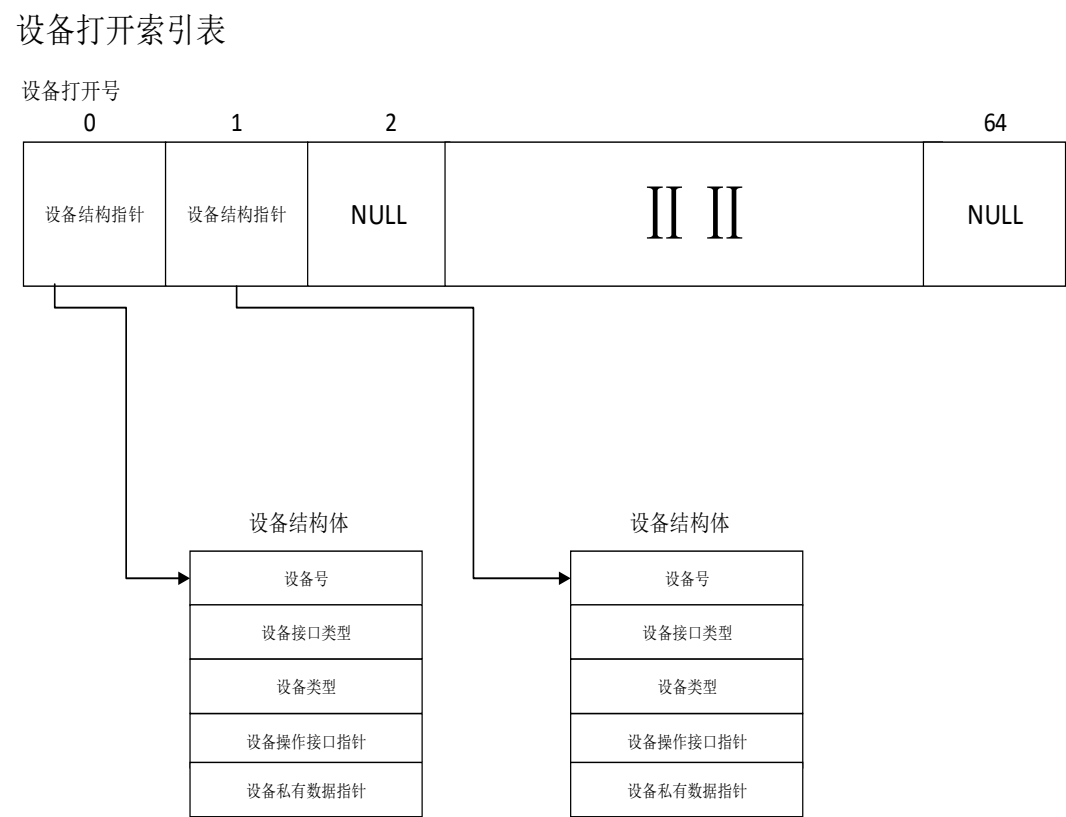 设备打开索引表
设备打开号
0 1 2 64
设备结构指针 设备结构指针 NULL II II NULL
设备结构体 设备结构体
设备号 设备号
设备接口类型 设备接口类型
设备类型 设备类型
设备操作接口指针 设备操作接口指针
设备私有数据指针 设备私有数据指针